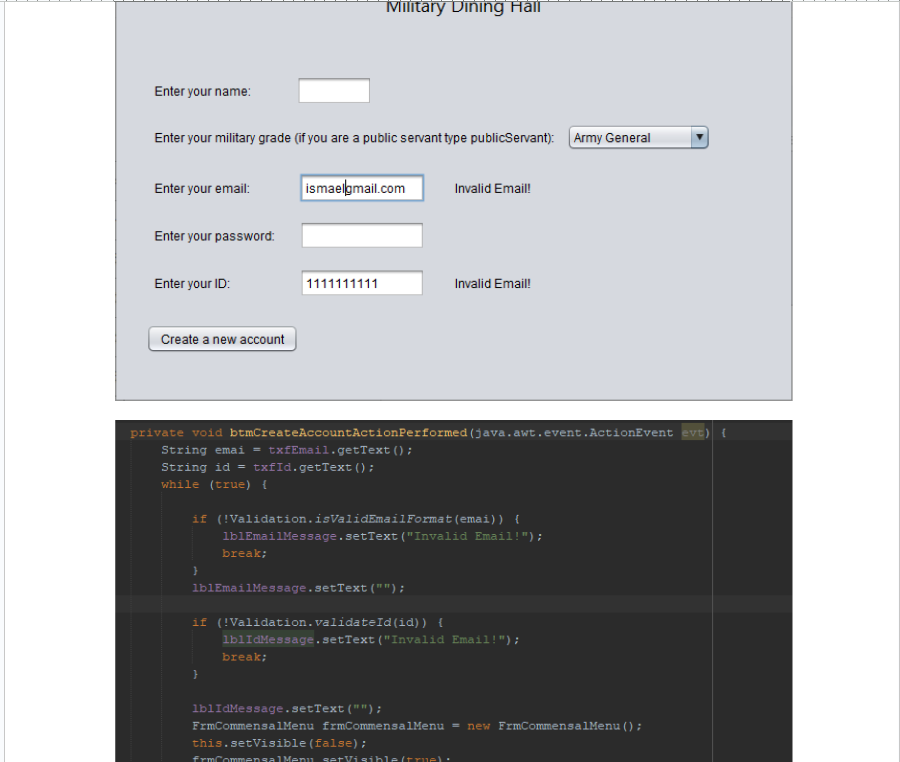 Military Dining Hall
Enter your name:
Enter your military grade (if you are a public servant type publicServant): Army General
Enter your email: ismaelgmail.com Invalid Email!
Enter your password:
Enter your ID: 1111111111 Invalid Email!
Create a new account
private void btmCreateAccountActionPerformed(java.awt.event.ActionEvent evt) {
String emai = txfEmail.getText();
String id = txfId.getText();
while (true) {
if (!Validation.isValidEmailFormat(emai)) {
lblEmailMessage.setText("Invalid Email!");
break;
}
lblEmailMessage.setText("");
if (!Validation.validateId(id)) {
lblIdMessage.setText("Invalid Email!");
break;
}
lblIdMessage.setText("");
FrmCommensalMenu frmCommensalMenu = new FrmCommensalMenu();
this.setVisible(false);
frmCommensalMenu.setVisible(true);